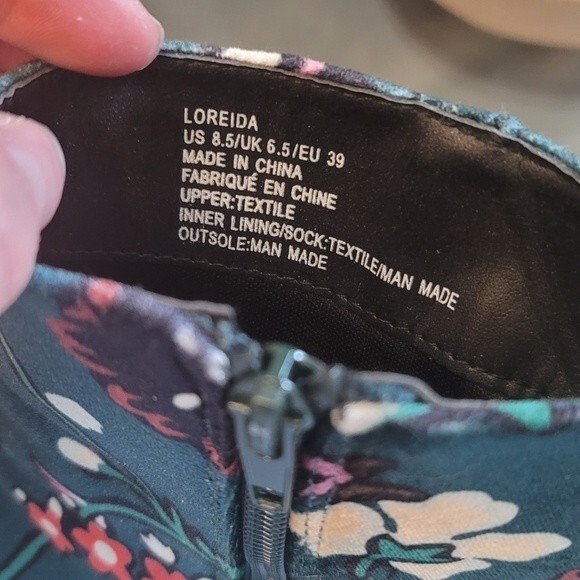 LOREIDA
US 8.5/UK 6.5/EU 39
MADE IN CHINA
FABRIQUÉ EN CHINE
UPPER:TEXTILE
INNER LINING/SOCK:TEXTILE/MAN MADE
OUTSOLE:MAN MADE